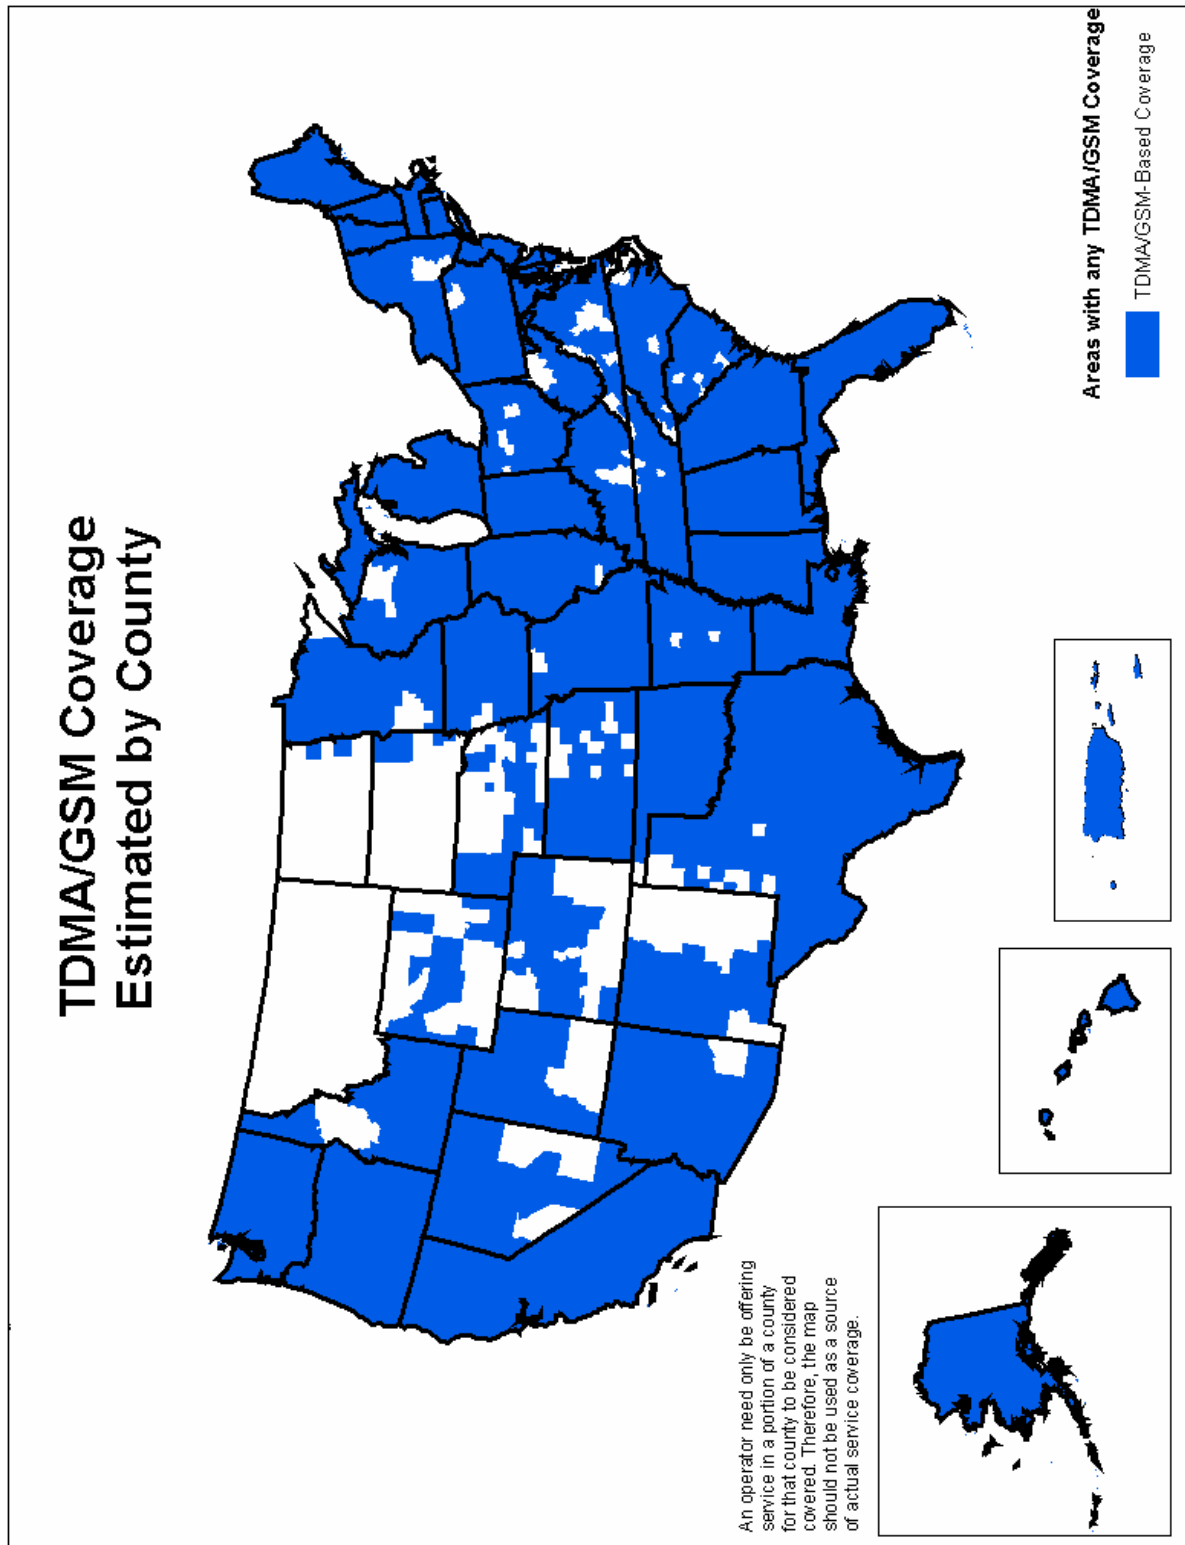 TDMA/GSM Coverage
Estimated by County
Areas with any TDMA/GSM Coverage
TDMA/GSM-Based Coverage
An operator need only be offering
service in a portion of a county
for that county to be considered
covered. Therefore, the map
should not be used as a source
of actual service coverage.